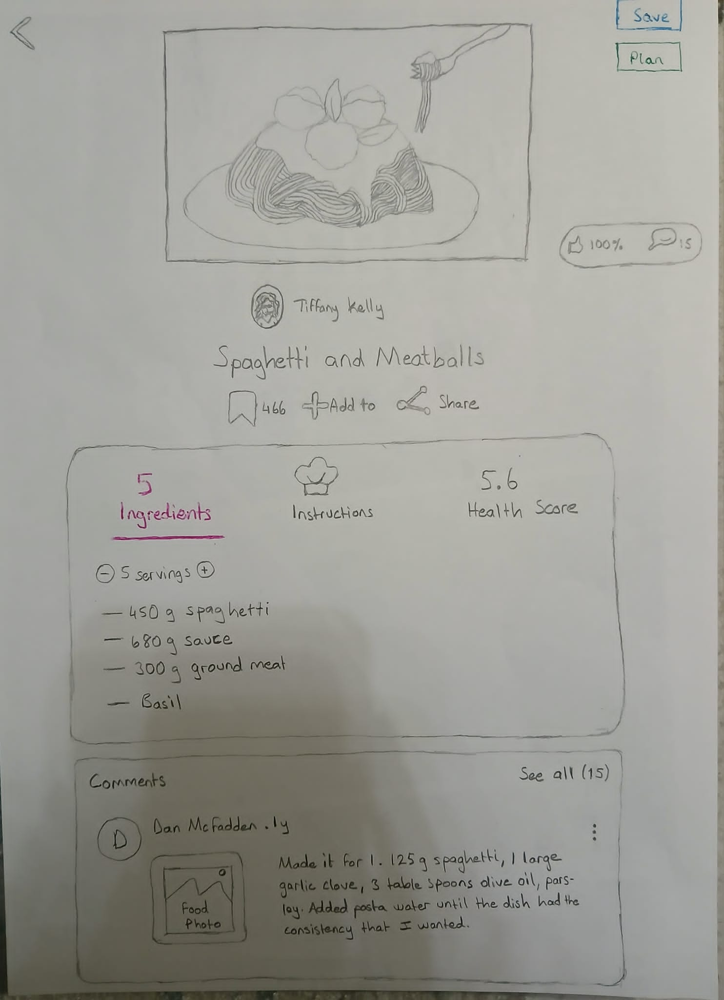 Save
Plan
100% 15
Tiffany Kelly
Spaghetti and Meatballs
466 Add to Share
5
Ingredients
Instructions
5.6
Health Score
5 servings
— 450 g spaghetti
— 680 g sauce
— 300 g ground meat
— Basil
Comments
See all (15)
D
Dan McFadden . 1y
Food
Photo
Made it for 1. 125 g spaghetti, 1 large
garlic clove, 3 table spoons olive oil, pars-
ley. Added pasta water until the dish had the
consistency that I wanted.